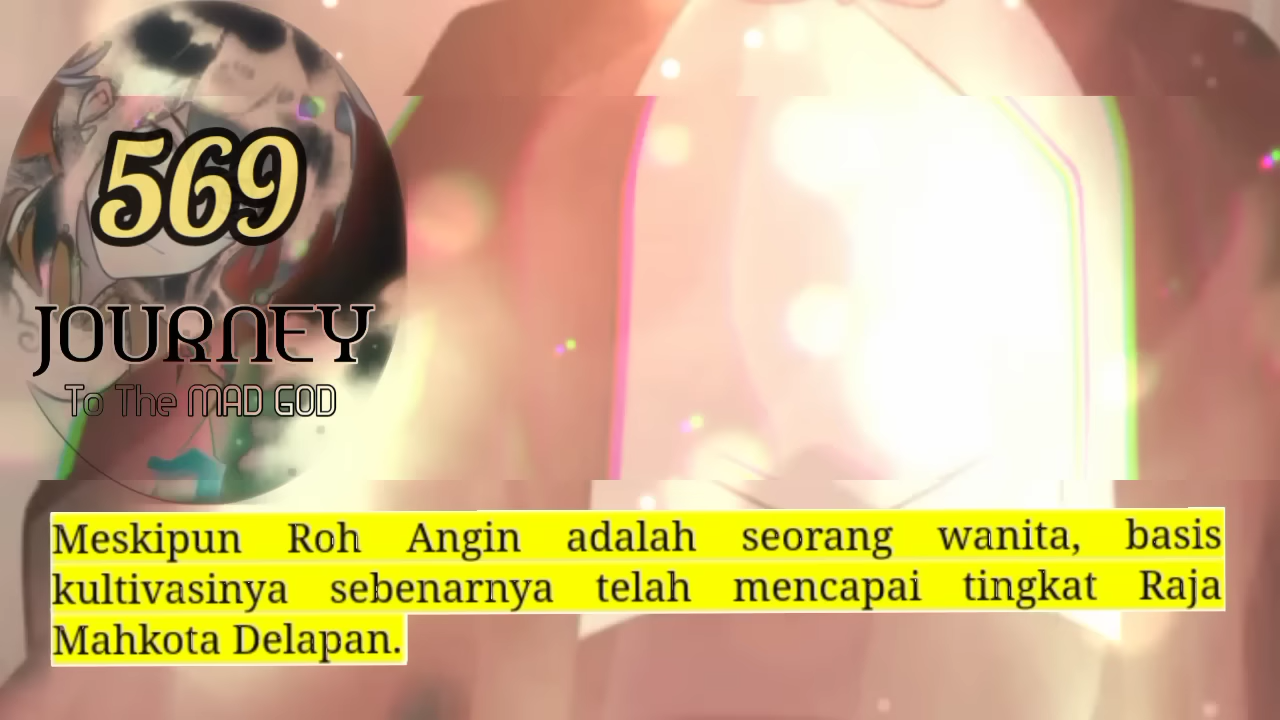 569
JOURNEY
To The MAD GOD
Meskipun Roh Angin adalah seorang wanita, basis
kultivasinya sebenarnya telah mencapai tingkat Raja
Mahkota Delapan.